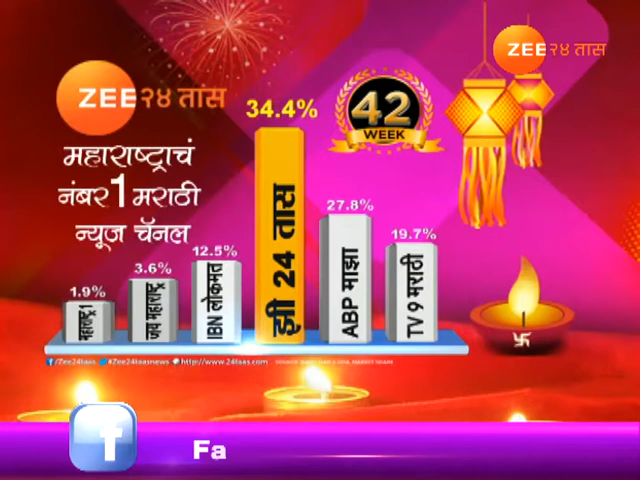 ZEE २४ तास
ZEE २४ तास
महाराष्ट्राचं
नंबर 1 मराठी
न्यूज चॅनल
42
WEEK
34.4%
27.8%
19.7%
12.5%
3.6%
1.9%
महाराष्ट्र 1
जय महाराष्ट्र
IBN लोकमत
झी 24 तास
ABP माझा
TV 9 मराठी
/Zee24taas #Zee24taasnews http://www.24taas.com
f Fa